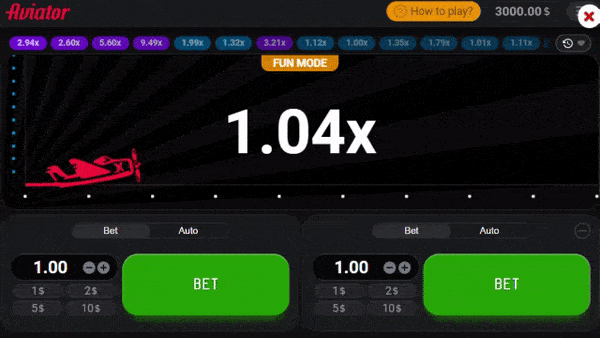 Aviator
How to play?
3000.00 $
2.94x 2.60x 5.60x 9.49x 1.99x 1.32x 3.21x 1.12x 1.00x 1.35x 1.79x 1.01x 1.11x
FUN MODE
1.04x
Bet Auto
Bet Auto
1.00
1$ 2$
5$ 10$
BET
1.00
1$ 2$
5$ 10$
BET